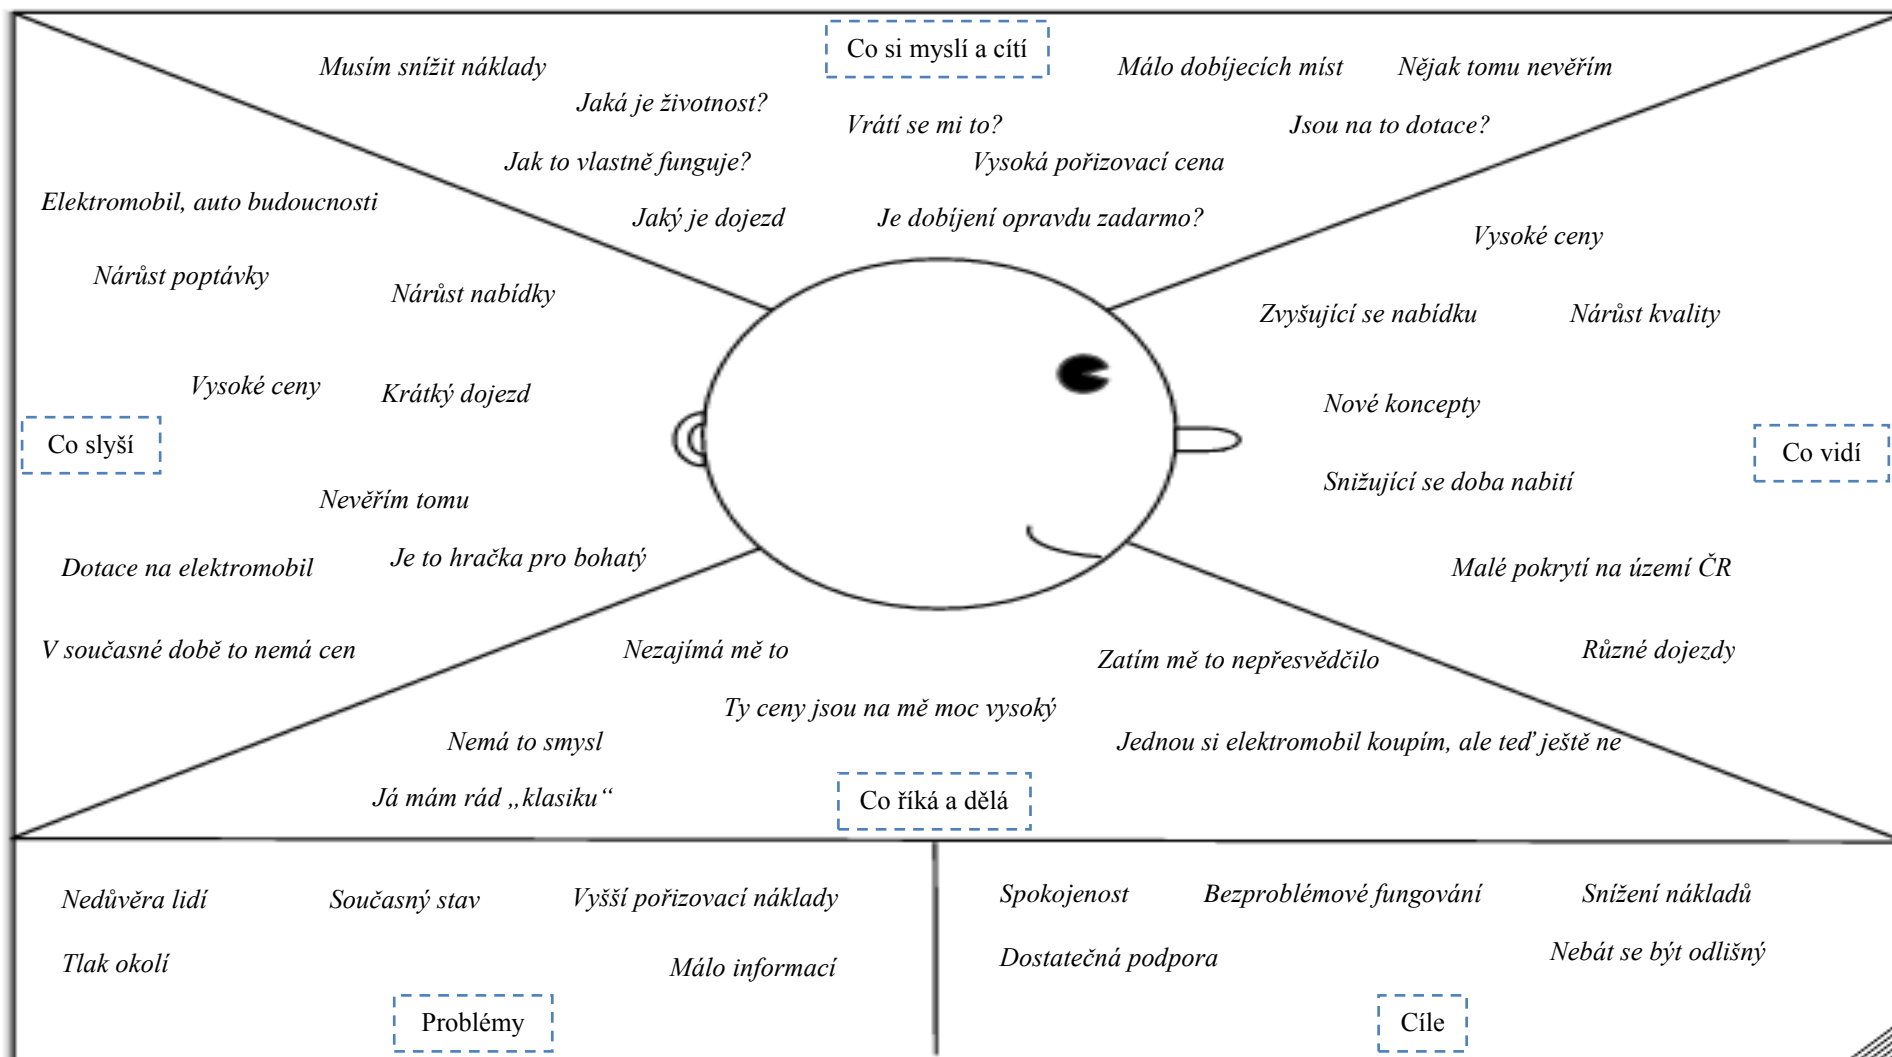 Co si myslí a cítí
Musím snížit náklady
Málo dobíjecích míst
Nějak tomu nevěřím
Jaká je životnost?
Vrátí se mi to?
Jsou na to dotace?
Jak to vlastně funguje?
Vysoká pořizovací cena
Jaký je dojezd
Je dobíjení opravdu zadarmo?
Elektromobil, auto budoucnosti
Nárůst poptávky
Nárůst nabídky
Vysoké ceny
Krátký dojezd
Co slyší
Nevěřím tomu
Je to hračka pro bohatý
Dotace na elektromobil
V současné době to nemá cen
Vysoké ceny
Zvyšující se nabídku
Nárůst kvality
Nové koncepty
Co vidí
Snižující se doba nabití
Malé pokrytí na území ČR
Různé dojezdy
Nezajímá mě to
Zatím mě to nepřesvědčilo
Ty ceny jsou na mě moc vysoký
Nemá to smysl
Jednou si elektromobil koupím, ale teď ještě ne
Já mám rád „klasiku“
Co říká a dělá
Nedůvěra lidí
Současný stav
Vyšší pořizovací náklady
Tlak okolí
Málo informací
Problémy
Spokojenost
Bezproblémové fungování
Snížení nákladů
Dostatečná podpora
Nebát se být odlišný
Cíle